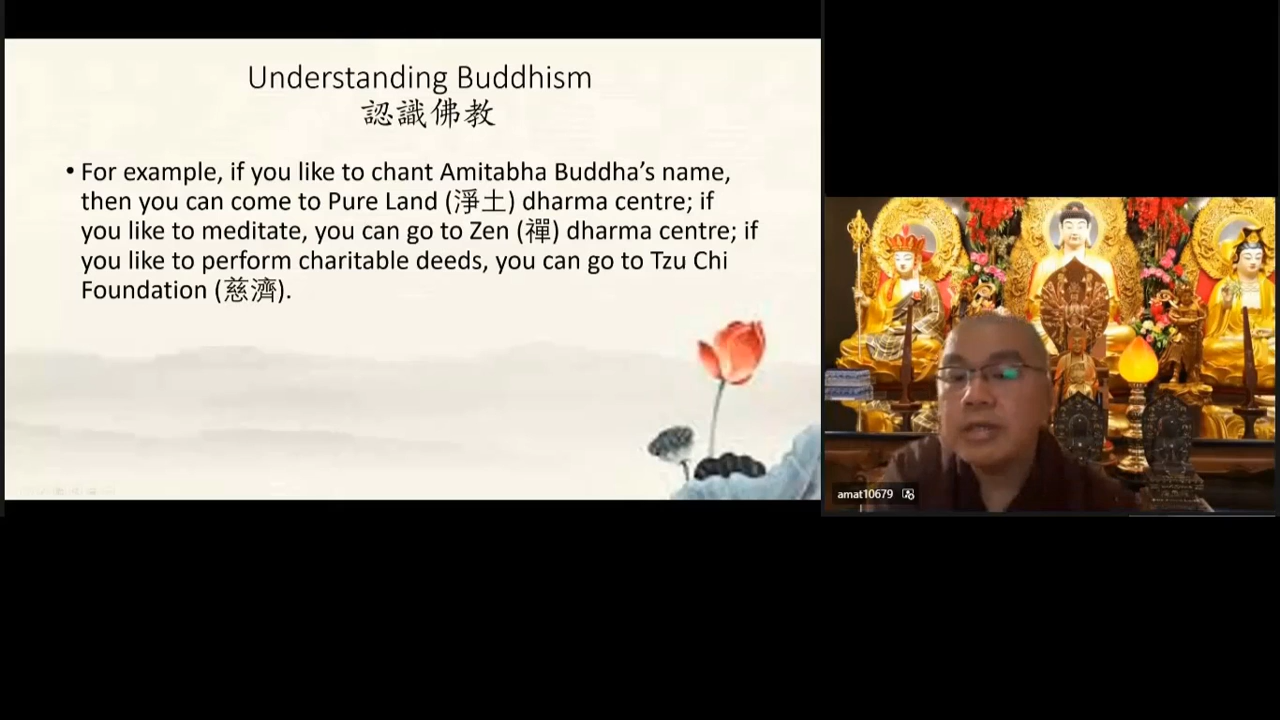 Understanding Buddhism
認識佛教
• For example, if you like to chant Amitabha Buddha’s name,
then you can come to Pure Land (淨土) dharma centre; if
you like to meditate, you can go to Zen (禪) dharma centre; if
you like to perform charitable deeds, you can go to Tzu Chi
Foundation (慈濟).
amat10679